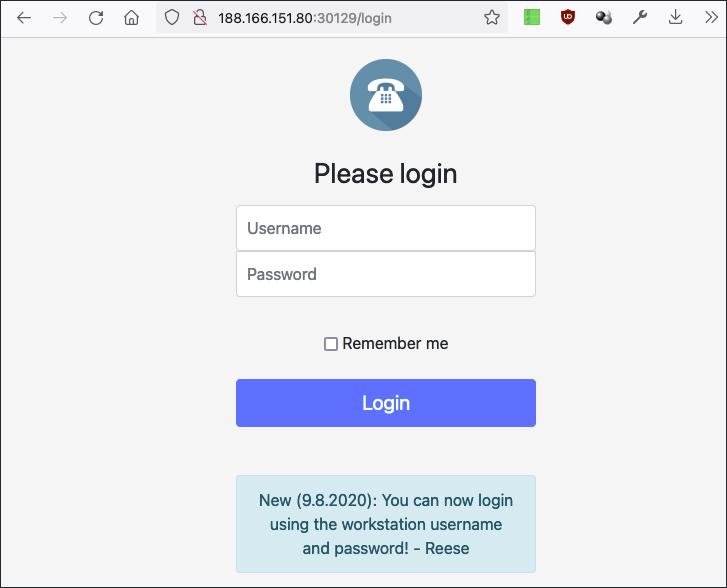 188.166.151.80:30129/login
Please login
Username
Password
Remember me
Login
New (9.8.2020): You can now login
using the workstation username
and password! - Reese